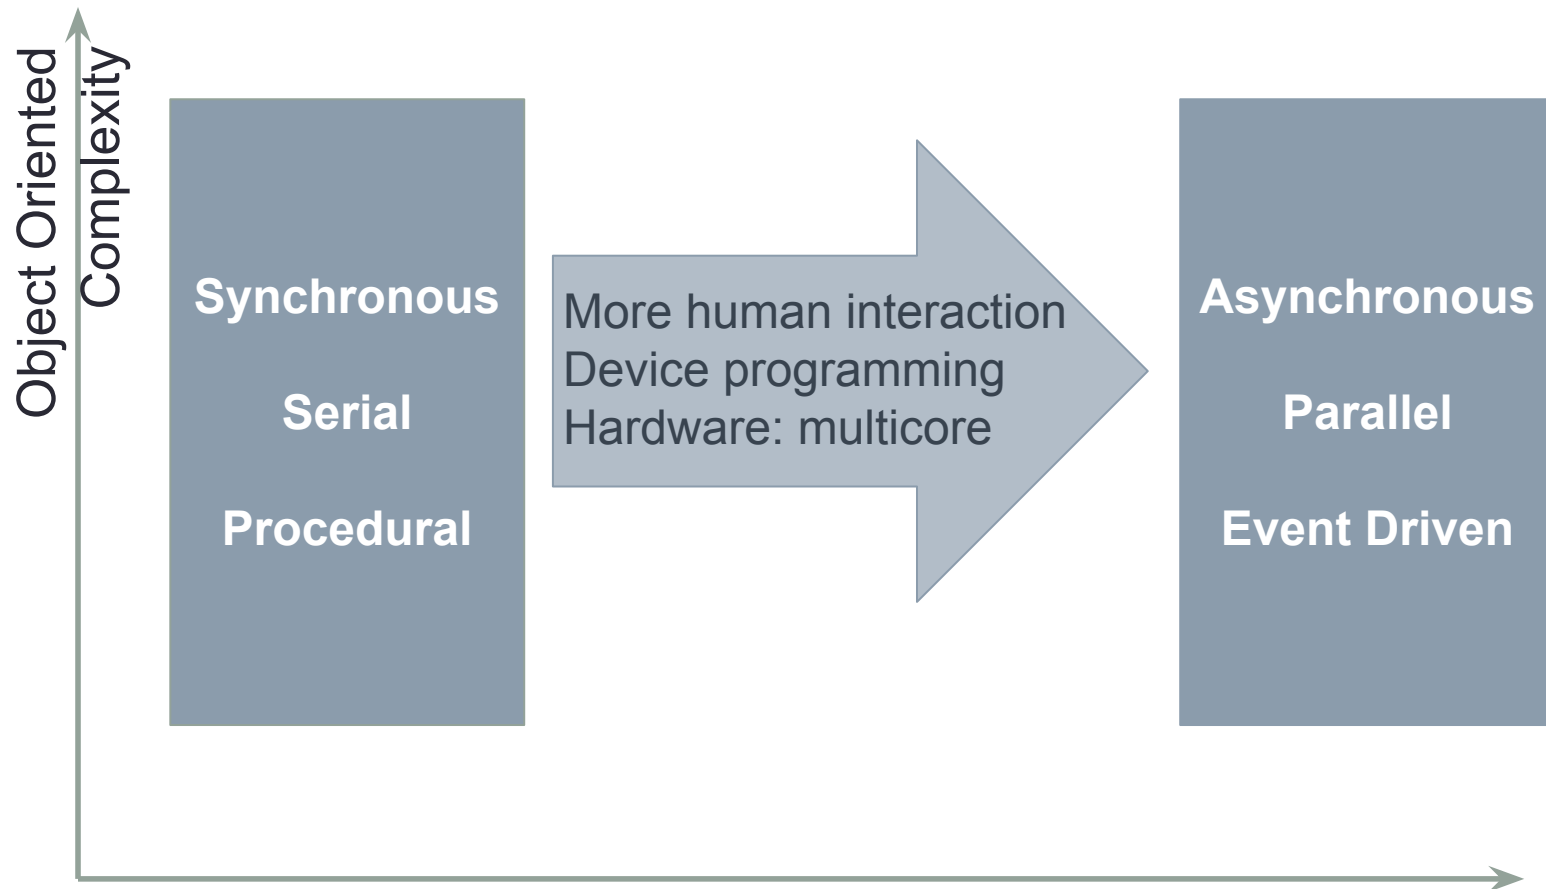 Object Oriented
Complexity
Synchronous
Serial
Procedural
More human interaction
Device programming
Hardware: multicore
Asynchronous
Parallel
Event Driven